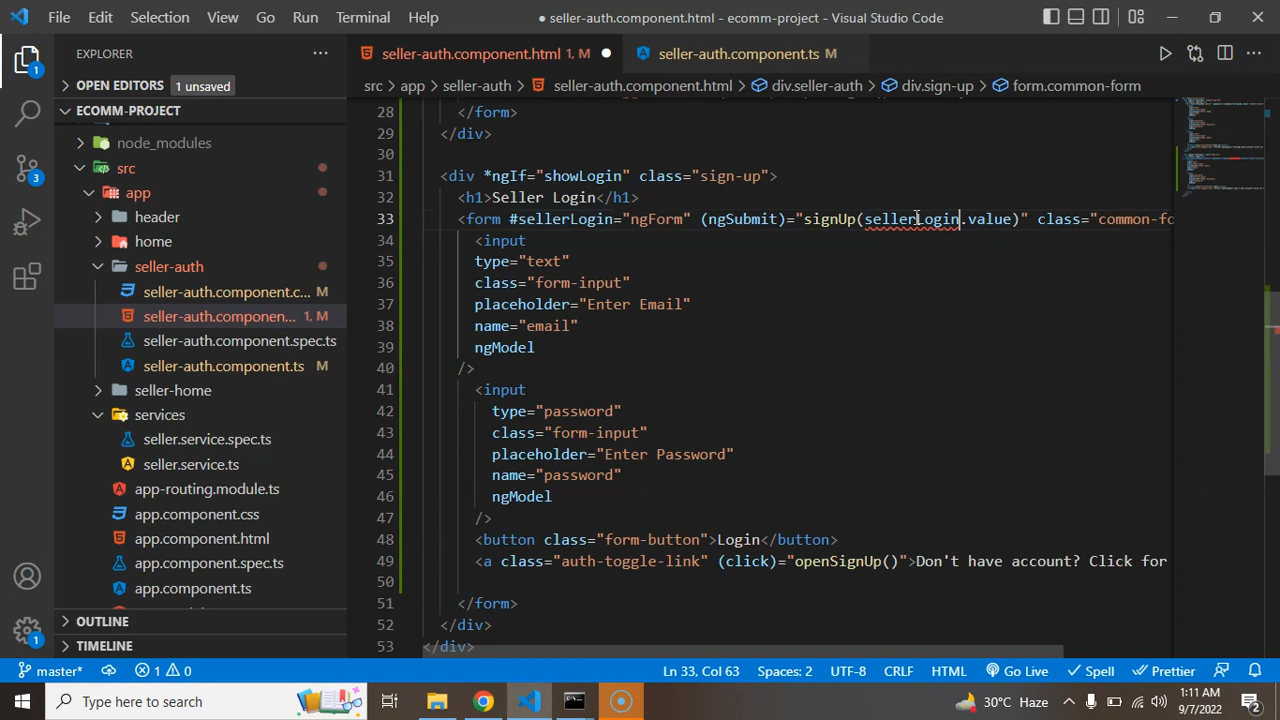 File Edit Selection View Go Run Terminal Help
● seller-auth.component.html - ecomm-project - Visual Studio Code
EXPLORER
OPEN EDITORS 1 unsaved
ECOMM-PROJECT
node_modules
src
app
header
home
seller-auth
seller-auth.component.c... M
seller-auth.componen... 1, M
seller-auth.component.spec.ts
seller-auth.component.ts M
seller-home
services
seller.service.spec.ts
seller.service.ts
app-routing.module.ts
app.component.css
app.component.html
app.component.spec.ts
app.component.ts
OUTLINE
TIMELINE
seller-auth.component.html 1, M ● seller-auth.component.ts M
src > app > seller-auth > seller-auth.component.html > div.seller-auth > div.sign-up > form.common-form
28 </form>
29 </div>
30
31 <div *ngIf="showLogin" class="sign-up">
32 <h1>Seller Login</h1>
33 <form #sellerLogin="ngForm" (ngSubmit)="signUp(sellerLogin.value)" class="common-fo
34 <input
35 type="text"
36 class="form-input"
37 placeholder="Enter Email"
38 name="email"
39 ngModel
40 />
41 <input
42 type="password"
43 class="form-input"
44 placeholder="Enter Password"
45 name="password"
46 ngModel
47 />
48 <button class="form-button">Login</button>
49 <a class="auth-toggle-link" (click)="openSignUp()">Don't have account? Click for
50
51 </form>
52 </div>
53 </div>
master* 1 0 Ln 33, Col 63 Spaces: 2 UTF-8 CRLF HTML Go Live Spell Prettier
Type here to search
30°C Haze
1:11 AM
9/7/2022
1
3
1
2